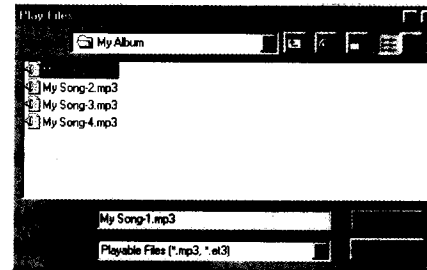 Play Files
My Album
My Song-2.mp3
My Song-3.mp3
My Song-4.mp3
My Song-1.mp3
Playable Files (*.mp3, *.el3)